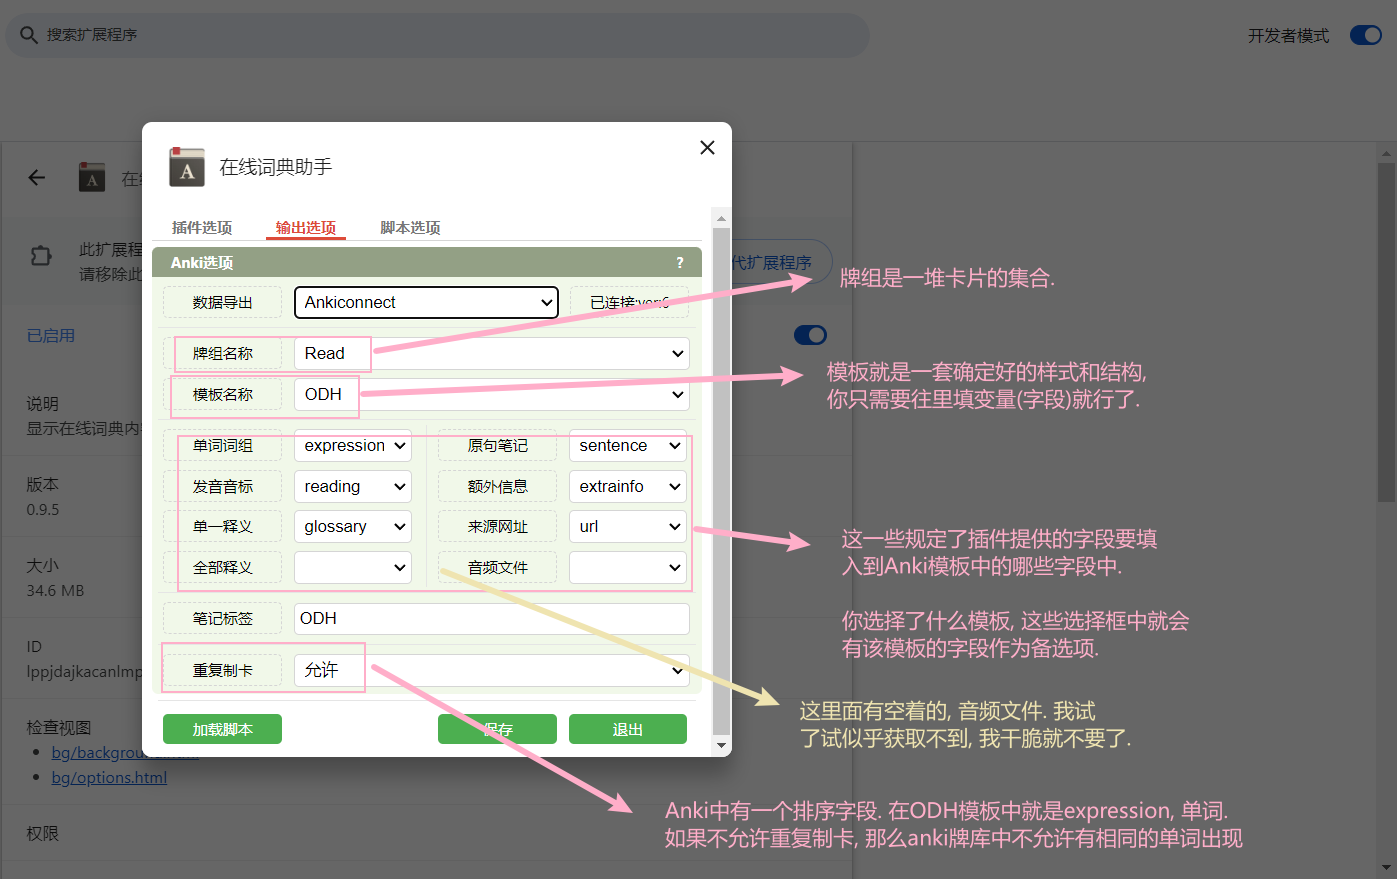 搜索扩展程序
开发者模式
在线词典助手
插件选项 输出选项 脚本选项
Anki选项 ?
此扩展程
请移除此
代扩展程序
牌组是一堆卡片的集合.
数据导出 Ankiconnect 已连接:ver:6
已启用
牌组名称 Read
模板名称 ODH
模板就是一套确定好的样式和结构,
你只需要往里填变量(字段)就行了.
说明
显示在线词典内容
单词词组 expression 原句笔记 sentence
发音音标 reading 额外信息 extrainfo
版本
0.9.5
单一释义 glossary 来源网址 url
全部释义 音频文件
这一些规定了插件提供的字段要填
入到Anki模板中的哪些字段中.
大小
34.6 MB
你选择了什么模板, 这些选择框中就会
有该模板的字段作为备选项.
笔记标签 ODH
ID
lppjdajkacanlmp
重复制卡 允许
加载脚本 保存 退出
这里面有空着的, 音频文件. 我试
了试似乎获取不到, 我干脆就不要了.
检查视图
bg/background.html
bg/options.html
Anki中有一个排序字段. 在ODH模板中就是expression, 单词.
如果不允许重复制卡, 那么anki牌库中不允许有相同的单词出现
权限